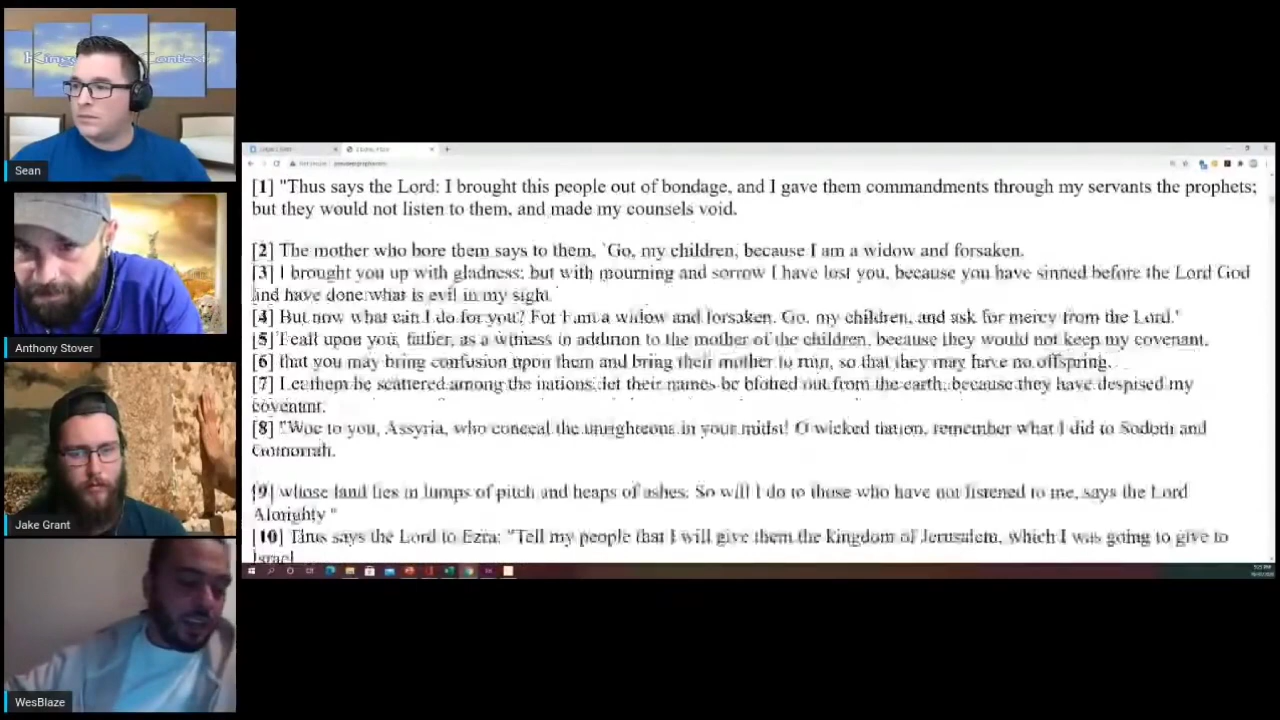 Sean
Anthony Stover
Jake Grant
WesBlaze
[1] "Thus says the Lord: I brought this people out of bondage, and I gave them commandments through my servants the prophets;
but they would not listen to them, and made my counsels void.
[2] The mother who bore them says to them, `Go, my children, because I am a widow and forsaken.
[3] I brought you up with gladness; but with mourning and sorrow I have lost you, because you have sinned before the Lord God
and have done what is evil in my sight.
[4] But now what can I do for you? For I am a widow and forsaken. Go, my children, and ask for mercy from the Lord.'
[5] I call upon you, father, as a witness in addition to the mother of the children, because they would not keep my covenant,
[6] that you may bring confusion upon them and bring their mother to ruin, so that they may have no offspring.
[7] Let them be scattered among the nations, let their names be blotted out from the earth, because they have despised my
covenant.
[8] "Woe to you, Assyria, who conceal the unrighteous in your midst! O wicked nation, remember what I did to Sodom and
Gomorrah,
[9] whose land lies in lumps of pitch and heaps of ashes. So will I do to those who have not listened to me, says the Lord
Almighty."
[10] Thus says the Lord to Ezra: "Tell my people that I will give them the kingdom of Jerusalem, which I was going to give to
Israel.